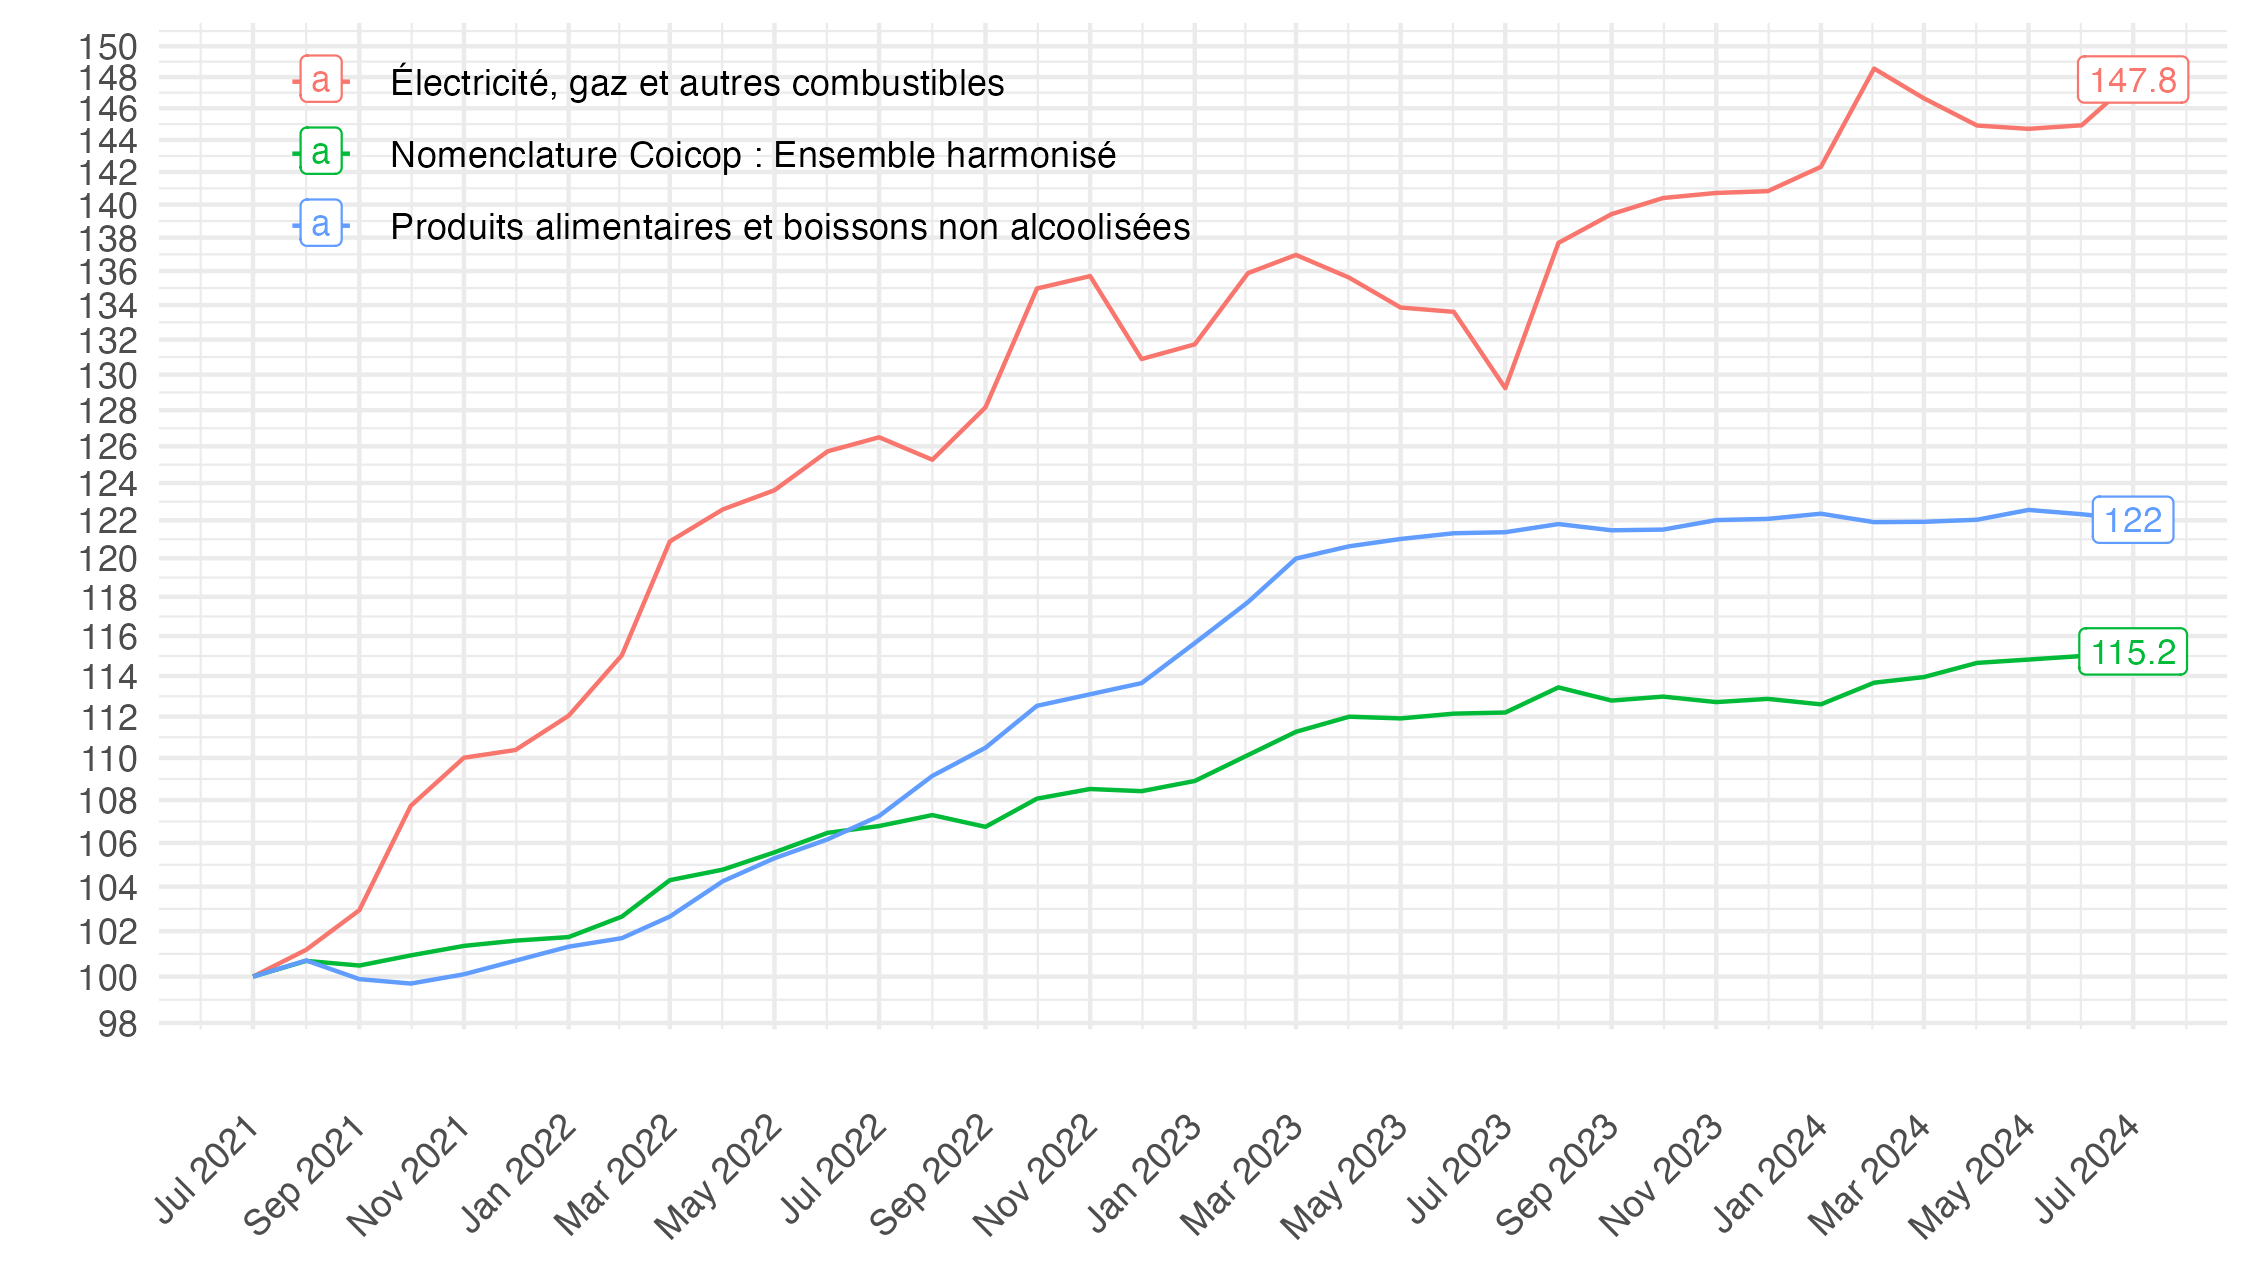 150
148
146
144
142
140
138
136
134
132
130
128
126
124
122
120
118
116
114
112
110
108
106
104
102
100
98
a Électricité, gaz et autres combustibles
a Nomenclature Coicop : Ensemble harmonisé
a Produits alimentaires et boissons non alcoolisées
147.8
122
115.2
Jul 2021
Sep 2021
Nov 2021
Jan 2022
Mar 2022
May 2022
Jul 2022
Sep 2022
Nov 2022
Jan 2023
Mar 2023
May 2023
Jul 2023
Sep 2023
Nov 2023
Jan 2024
Mar 2024
May 2024
Jul 2024